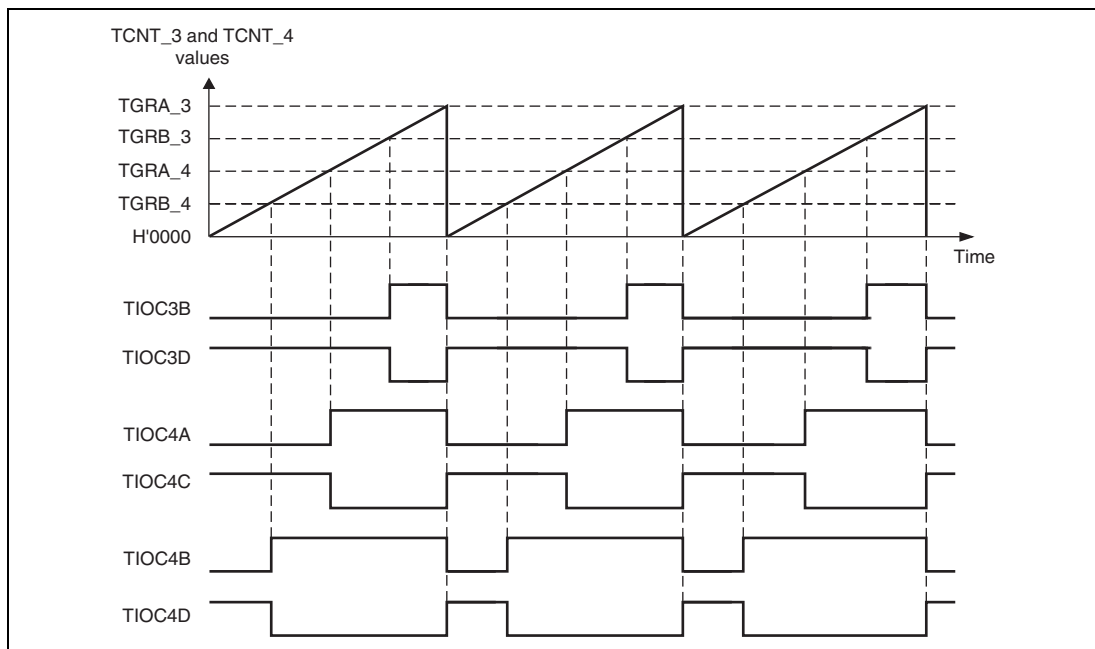 TCNT_3 and TCNT_4
values
TGRA_3
TGRB_3
TGRA_4
TGRB_4
H'0000
Time
TIOC3B
TIOC3D
TIOC4A
TIOC4C
TIOC4B
TIOC4D